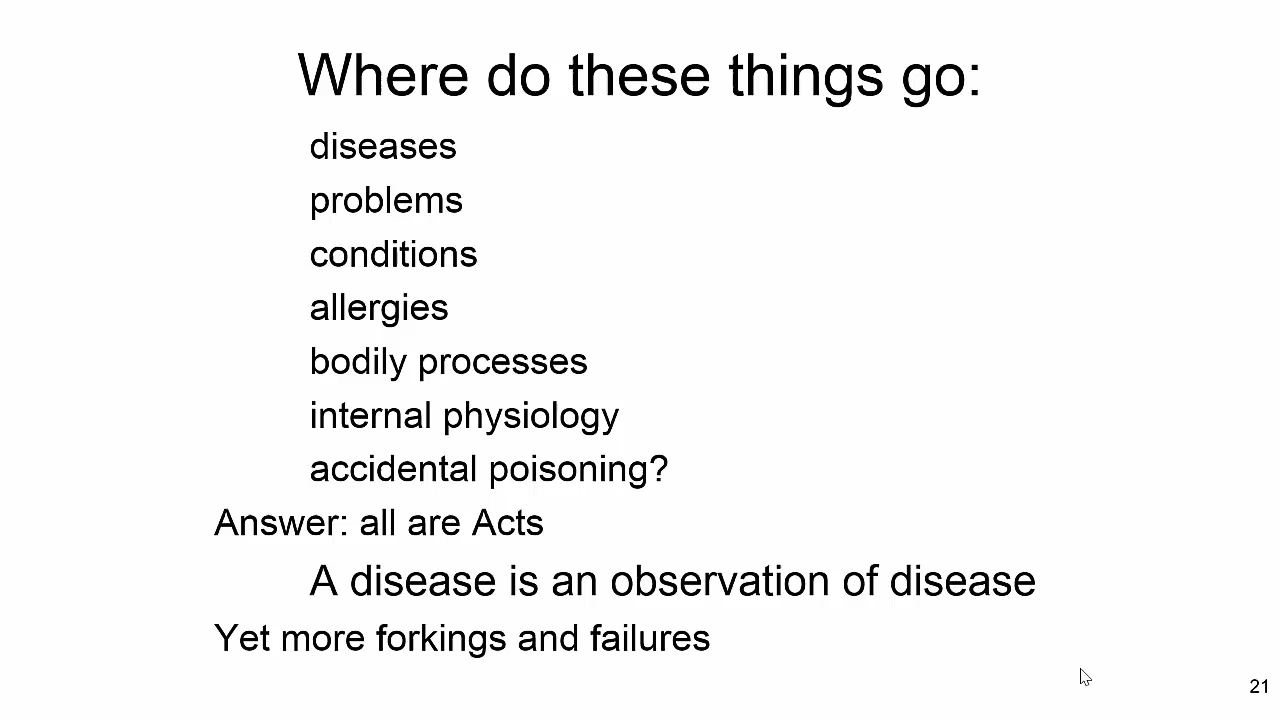 Where do these things go:
diseases
problems
conditions
allergies
bodily processes
internal physiology
accidental poisoning?
Answer: all are Acts
A disease is an observation of disease
Yet more forkings and failures
21